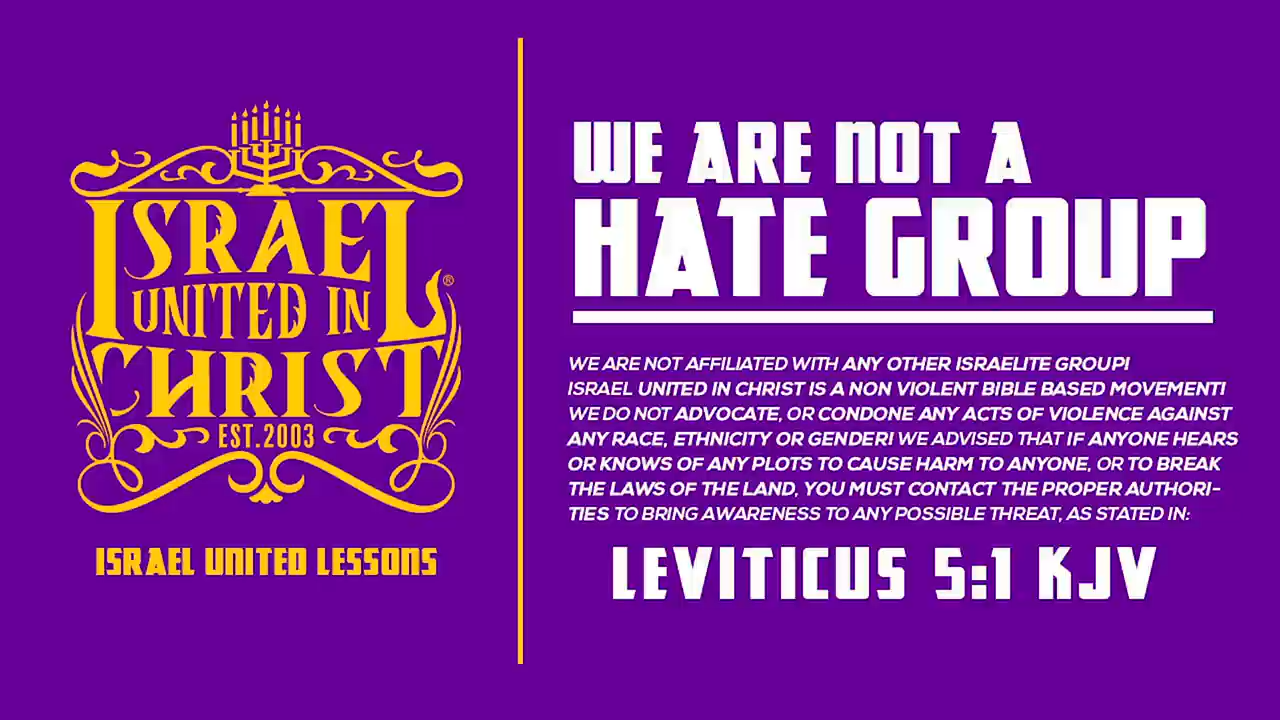 ISRAEL
UNITED IN
CHRIST
®
EST.2003
ISRAEL UNITED LESSONS
WE ARE NOT A
HATE GROUP
WE ARE NOT AFFILIATED WITH ANY OTHER ISRAELITE GROUP!
ISRAEL UNITED IN CHRIST IS A NON VIOLENT BIBLE BASED MOVEMENT!
WE DO NOT ADVOCATE, OR CONDONE ANY ACTS OF VIOLENCE AGAINST
ANY RACE, ETHNICITY OR GENDER! WE ADVISED THAT IF ANYONE HEARS
OR KNOWS OF ANY PLOTS TO CAUSE HARM TO ANYONE, OR TO BREAK
THE LAWS OF THE LAND, YOU MUST CONTACT THE PROPER AUTHORI-
TIES TO BRING AWARENESS TO ANY POSSIBLE THREAT, AS STATED IN:
LEVITICUS 5:1 KJV